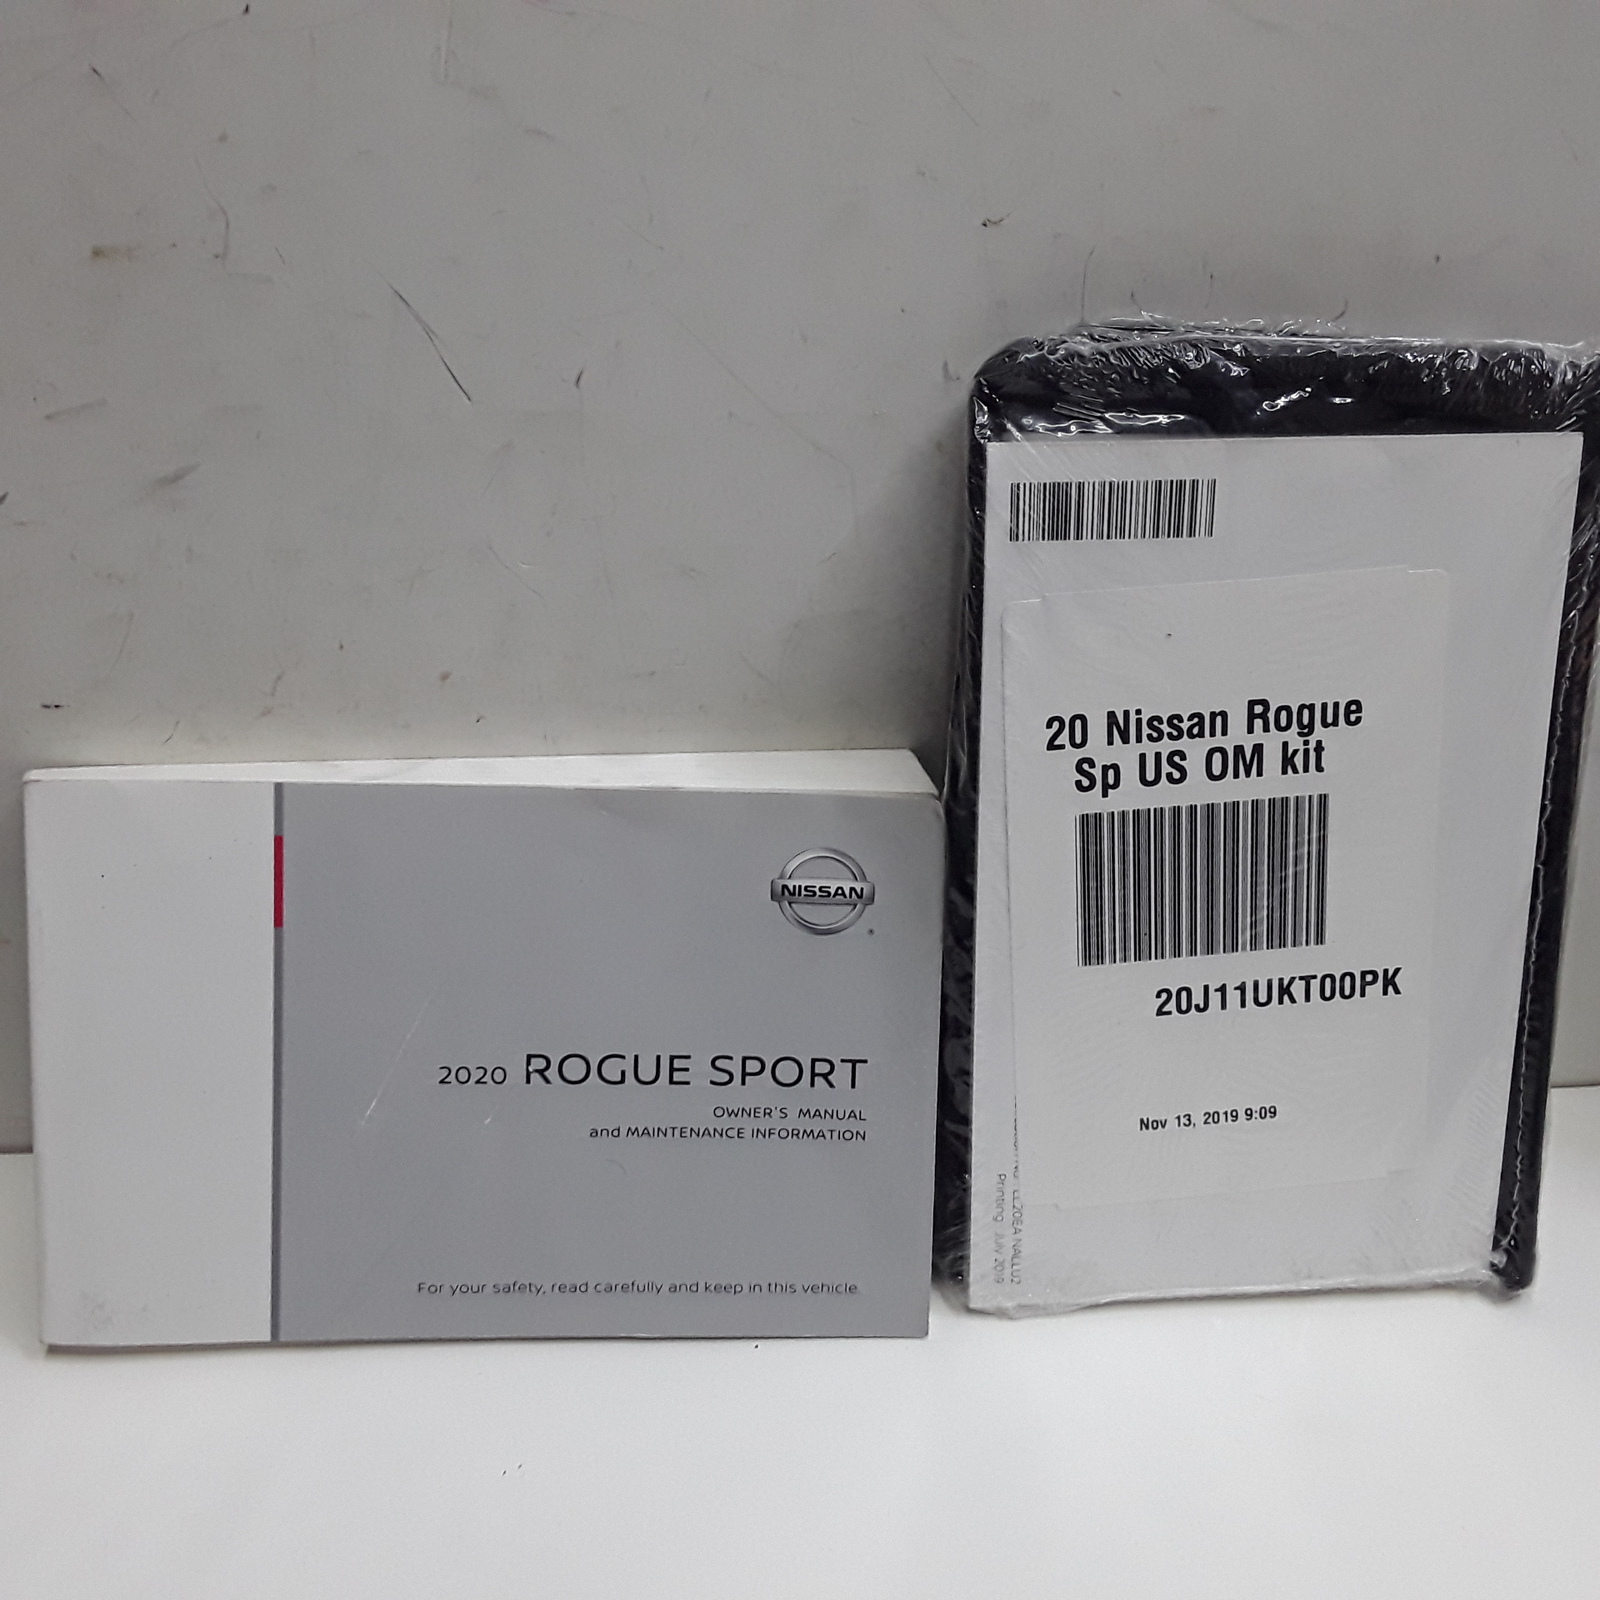 NISSAN
2020 ROGUE SPORT
OWNER'S MANUAL
and MAINTENANCE INFORMATION
For your safety, read carefully and keep in this vehicle.
20 Nissan Rogue
Sp US OM kit
20J11UKT00PK
Nov 13, 2019 9:09
Printing July 2019